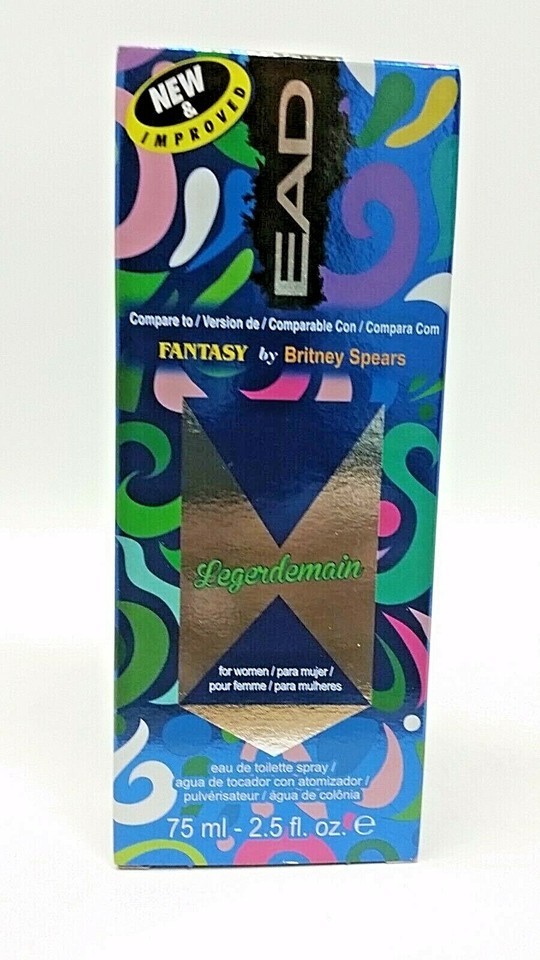 NEW
&
IMPROVED
EAD
Compare to / Version de / Comparable Con / Compara Com
FANTASY by Britney Spears
Legerdemain
for women / para mujer /
pour femme / para mulheres
eau de toilette spray /
agua de tocador con atomizador /
pulvérisateur / água de colônia
75 ml - 2.5 fl. oz. ℮